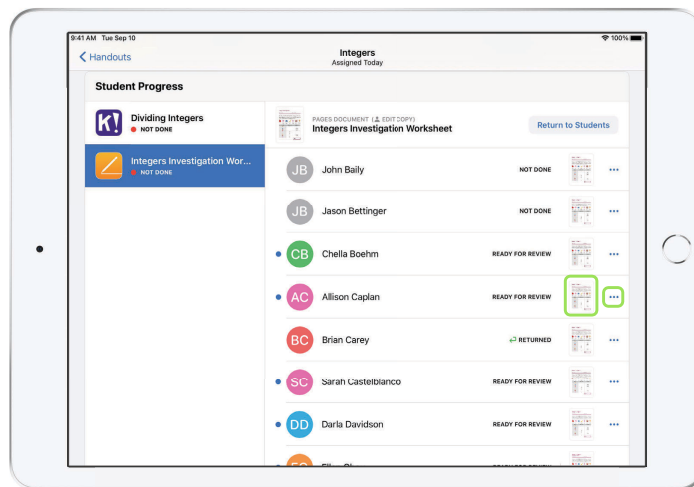 9:41 AM Tue Sep 10
100%
Handouts
Integers
Assigned Today
Student Progress
K!
Dividing Integers
NOT DONE
Integers Investigation Wor...
NOT DONE
PAGES DOCUMENT ( EDIT COPY)
Integers Investigation Worksheet
Return to Students
JB John Baily NOT DONE
JB Jason Bettinger NOT DONE
CB Chella Boehm READY FOR REVIEW
AC Allison Caplan READY FOR REVIEW
BC Brian Carey RETURNED
SC Sarah Castelblanco READY FOR REVIEW
DD Darla Davidson READY FOR REVIEW